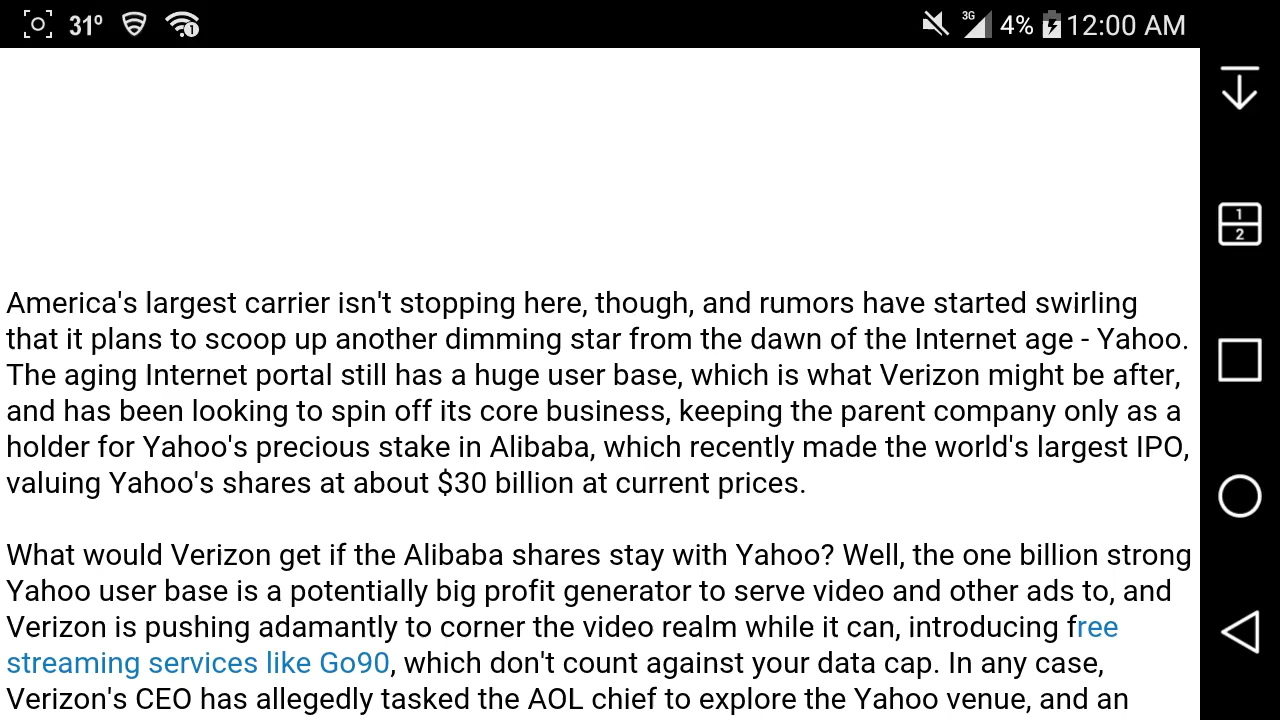 31º
1
3G
4%
12:00 AM
1
2
America's largest carrier isn't stopping here, though, and rumors have started swirling
that it plans to scoop up another dimming star from the dawn of the Internet age - Yahoo.
The aging Internet portal still has a huge user base, which is what Verizon might be after,
and has been looking to spin off its core business, keeping the parent company only as a
holder for Yahoo's precious stake in Alibaba, which recently made the world's largest IPO,
valuing Yahoo's shares at about $30 billion at current prices.
What would Verizon get if the Alibaba shares stay with Yahoo? Well, the one billion strong
Yahoo user base is a potentially big profit generator to serve video and other ads to, and
Verizon is pushing adamantly to corner the video realm while it can, introducing free
streaming services like Go90, which don't count against your data cap. In any case,
Verizon's CEO has allegedly tasked the AOL chief to explore the Yahoo venue, and an